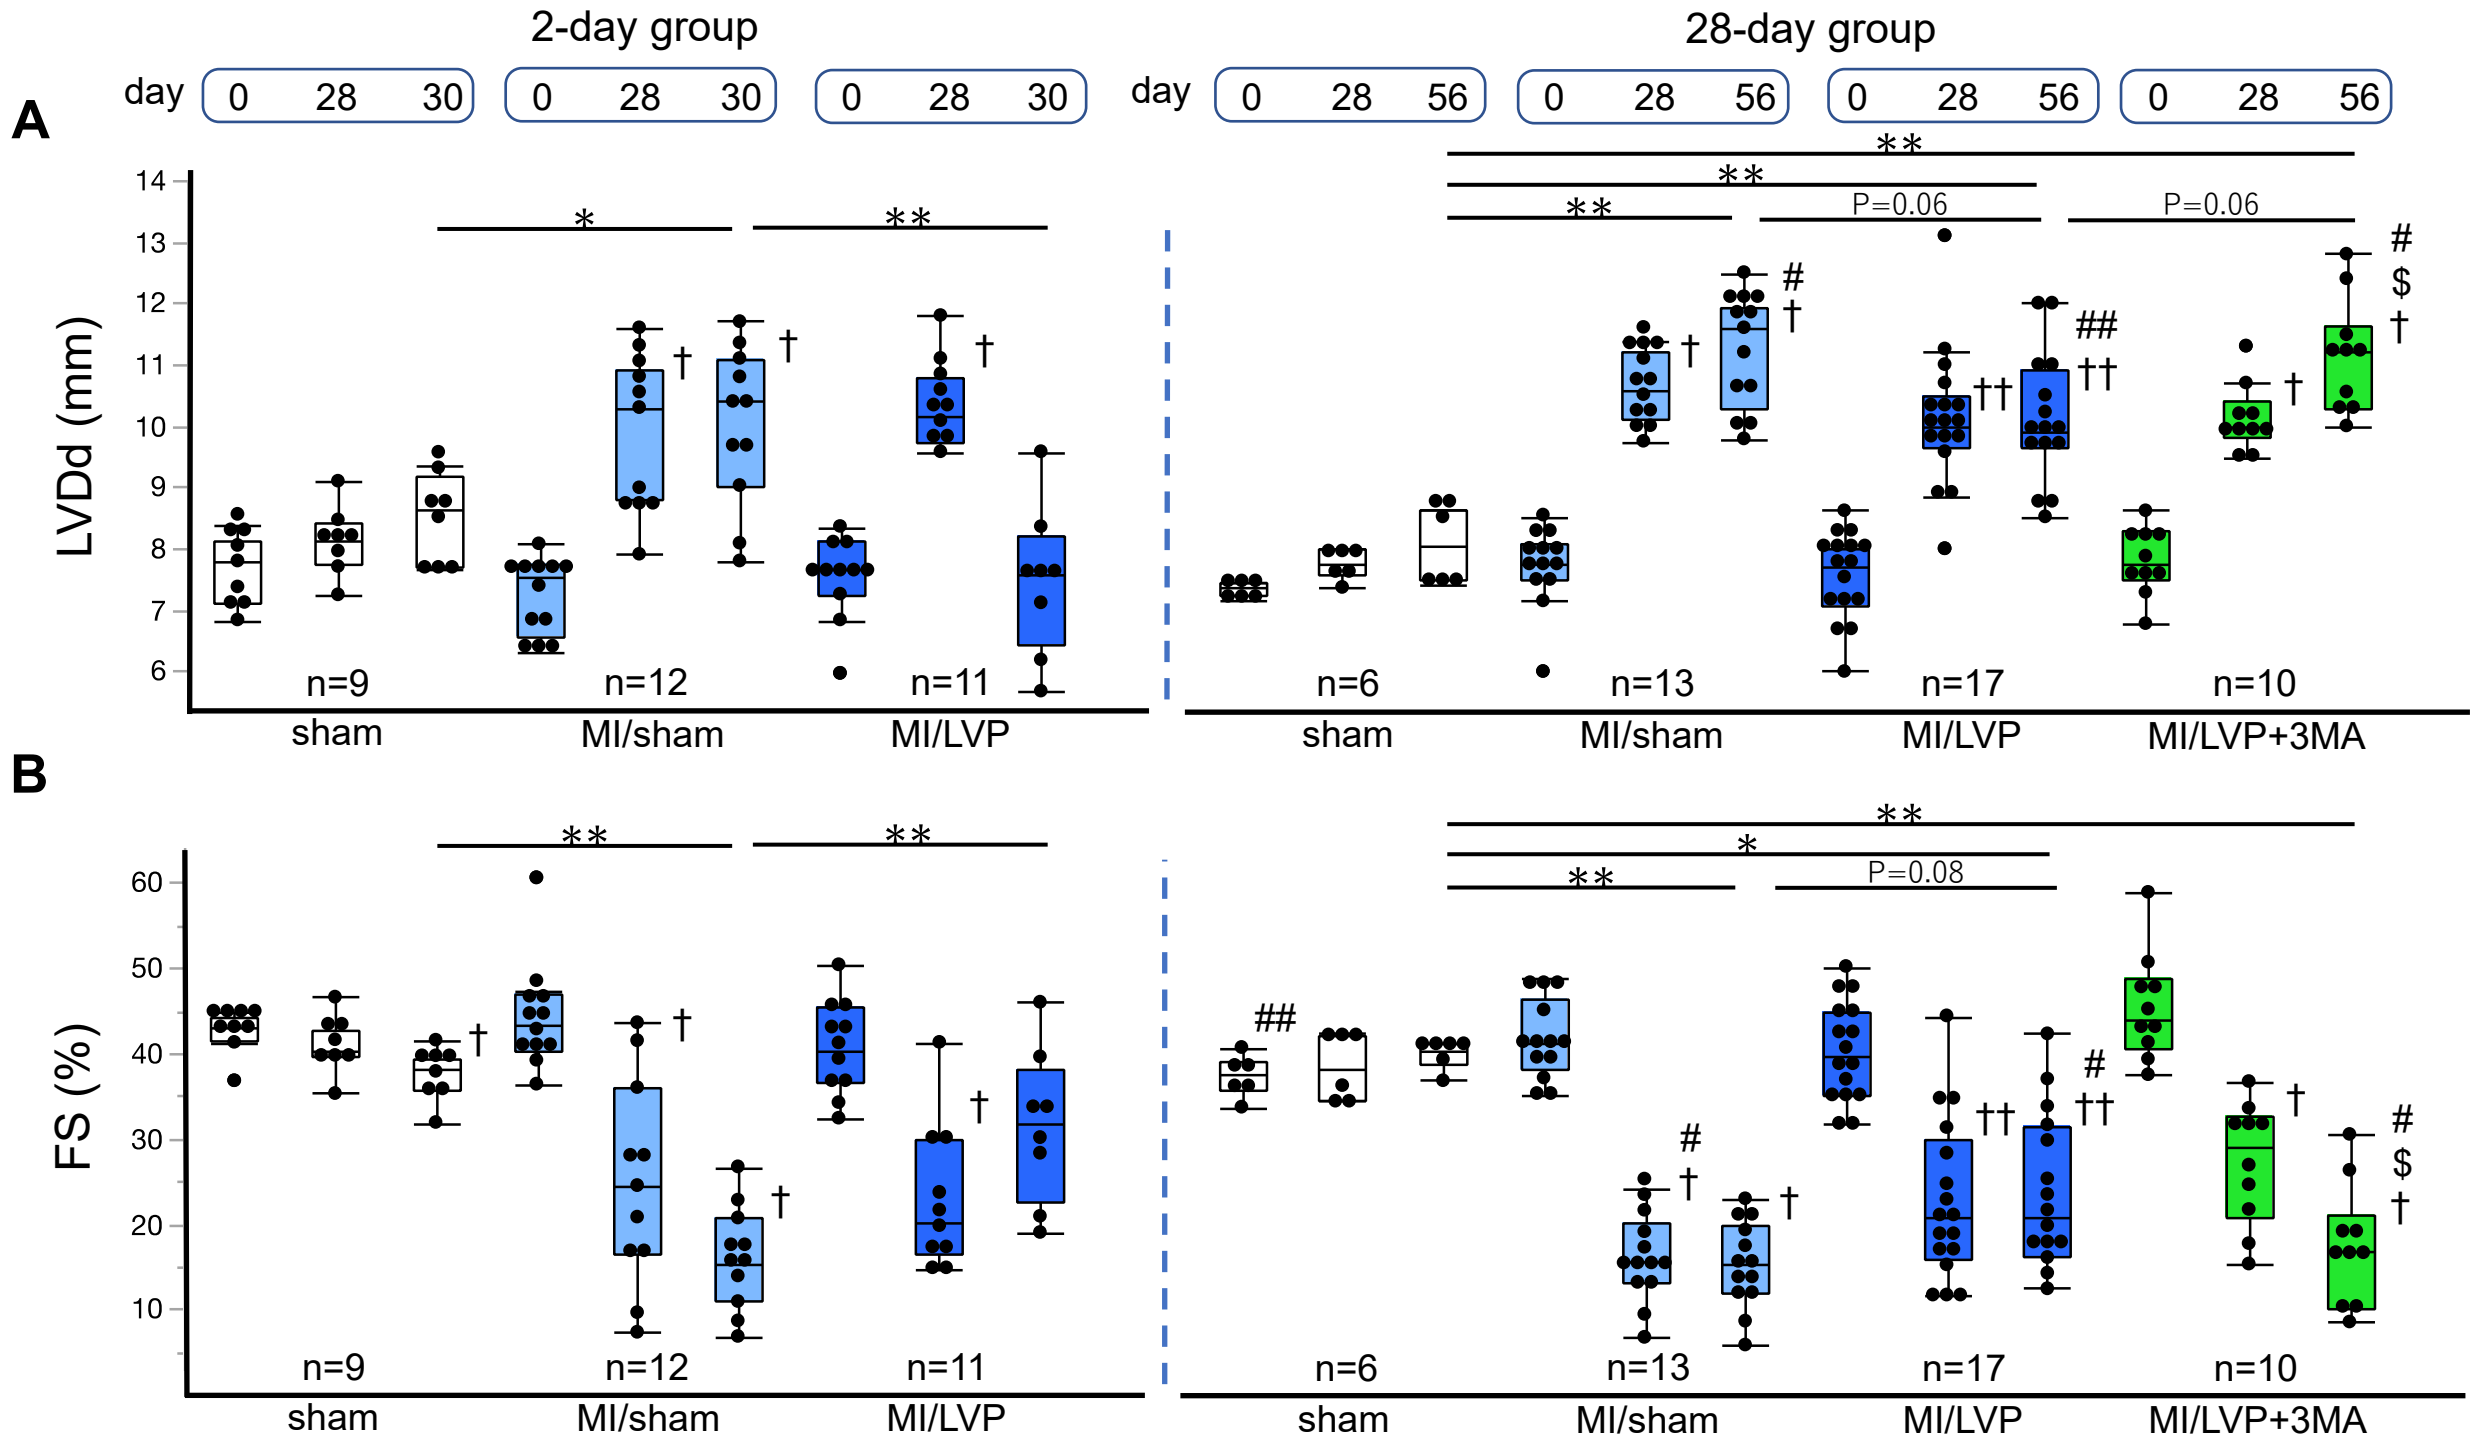 2-day group
28-day group
day 0 28 30 0 28 30 0 28 30
day 0 28 56 0 28 56 0 28 56 0 28 56
A
** 
**
** P=0.06 P=0.06
* **
LVDd (mm)
14
13
12
11
10
9
8
7
6
† † †
† # † †† ## †† † # $ †
n=9 n=12 n=11
n=6 n=13 n=17 n=10
sham MI/sham MI/LVP
sham MI/sham MI/LVP MI/LVP+3MA
B
**
*
** P=0.08
** **
FS (%)
60
50
40
30
20
10
† † † †
## # † † †† # †† † # $ †
n=9 n=12 n=11
n=6 n=13 n=17 n=10
sham MI/sham MI/LVP
sham MI/sham MI/LVP MI/LVP+3MA